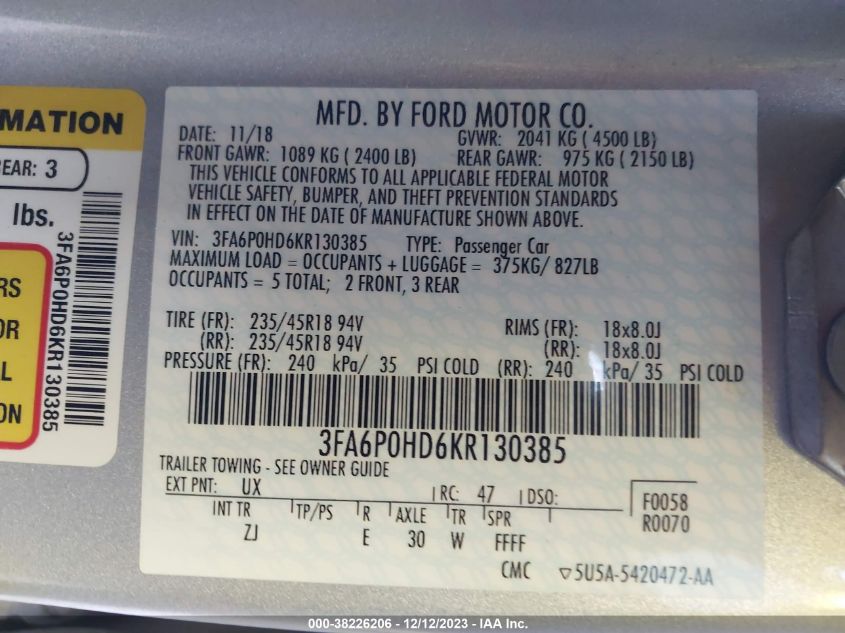 MATION
EAR: 3
lbs.
RS
OR
L
ON
3FA6P0HD6KR130385
MFD. BY FORD MOTOR CO.
DATE: 11/18 GVWR: 2041 KG ( 4500 LB)
FRONT GAWR: 1089 KG ( 2400 LB) REAR GAWR: 975 KG ( 2150 LB)
THIS VEHICLE CONFORMS TO ALL APPLICABLE FEDERAL MOTOR
VEHICLE SAFETY, BUMPER, AND THEFT PREVENTION STANDARDS
IN EFFECT ON THE DATE OF MANUFACTURE SHOWN ABOVE.
VIN: 3FA6P0HD6KR130385 TYPE: Passenger Car
MAXIMUM LOAD = OCCUPANTS + LUGGAGE = 375KG/ 827LB
OCCUPANTS = 5 TOTAL; 2 FRONT, 3 REAR
TIRE (FR): 235/45R18 94V RIMS (FR): 18x8.0J
(RR): 235/45R18 94V (RR): 18x8.0J
PRESSURE (FR): 240 kPa/ 35 PSI COLD (RR): 240 kPa/ 35 PSI COLD
3FA6P0HD6KR130385
TRAILER TOWING - SEE OWNER GUIDE
EXT PNT: UX RC: 47 DSO: F0058
INT TR TP/PS R AXLE TR SPR R0070
ZJ E 30 W FFFF
CMC ▽5U5A-5420472-AA
000-38226206 - 12/12/2023 - IAA Inc.